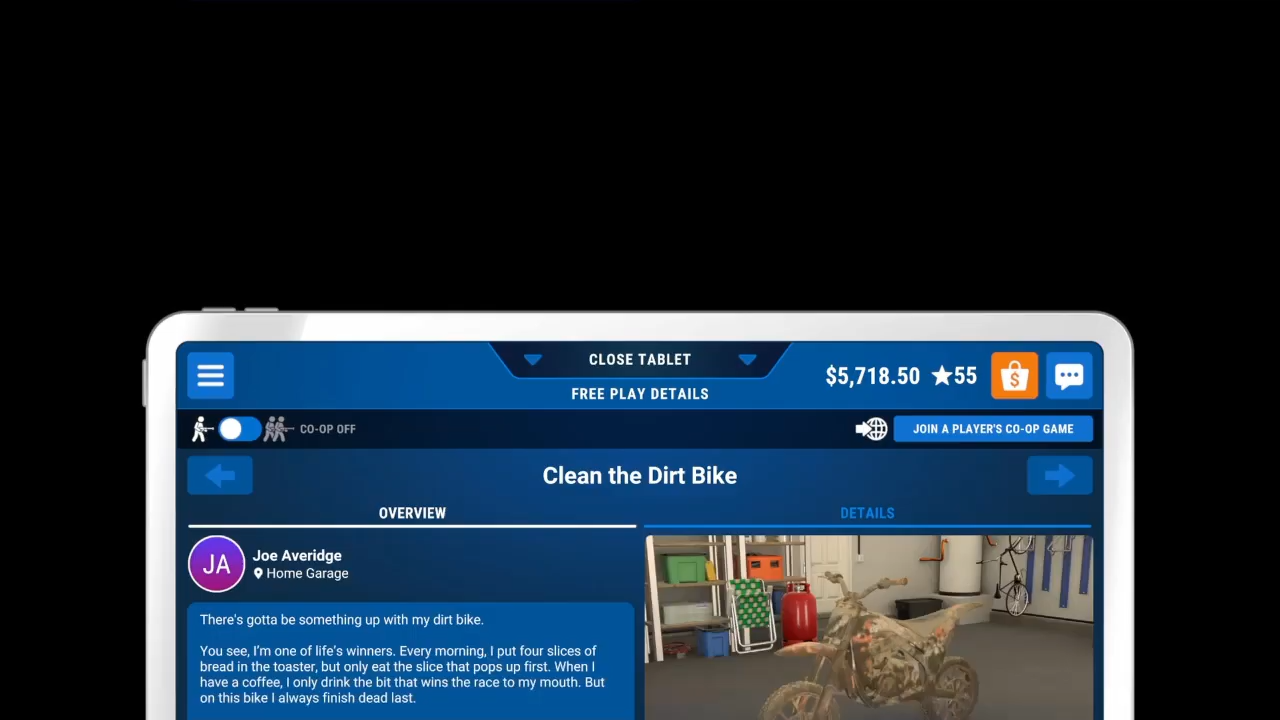 CLOSE TABLET
$5,718.50 ★55
FREE PLAY DETAILS
CO-OP OFF
JOIN A PLAYER'S CO-OP GAME
Clean the Dirt Bike
OVERVIEW
DETAILS
JA
Joe Averidge
Home Garage
There's gotta be something up with my dirt bike.
You see, I'm one of life's winners. Every morning, I put four slices of
bread in the toaster, but only eat the slice that pops up first. When I
have a coffee, I only drink the bit that wins the race to my mouth. But
on this bike I always finish dead last.